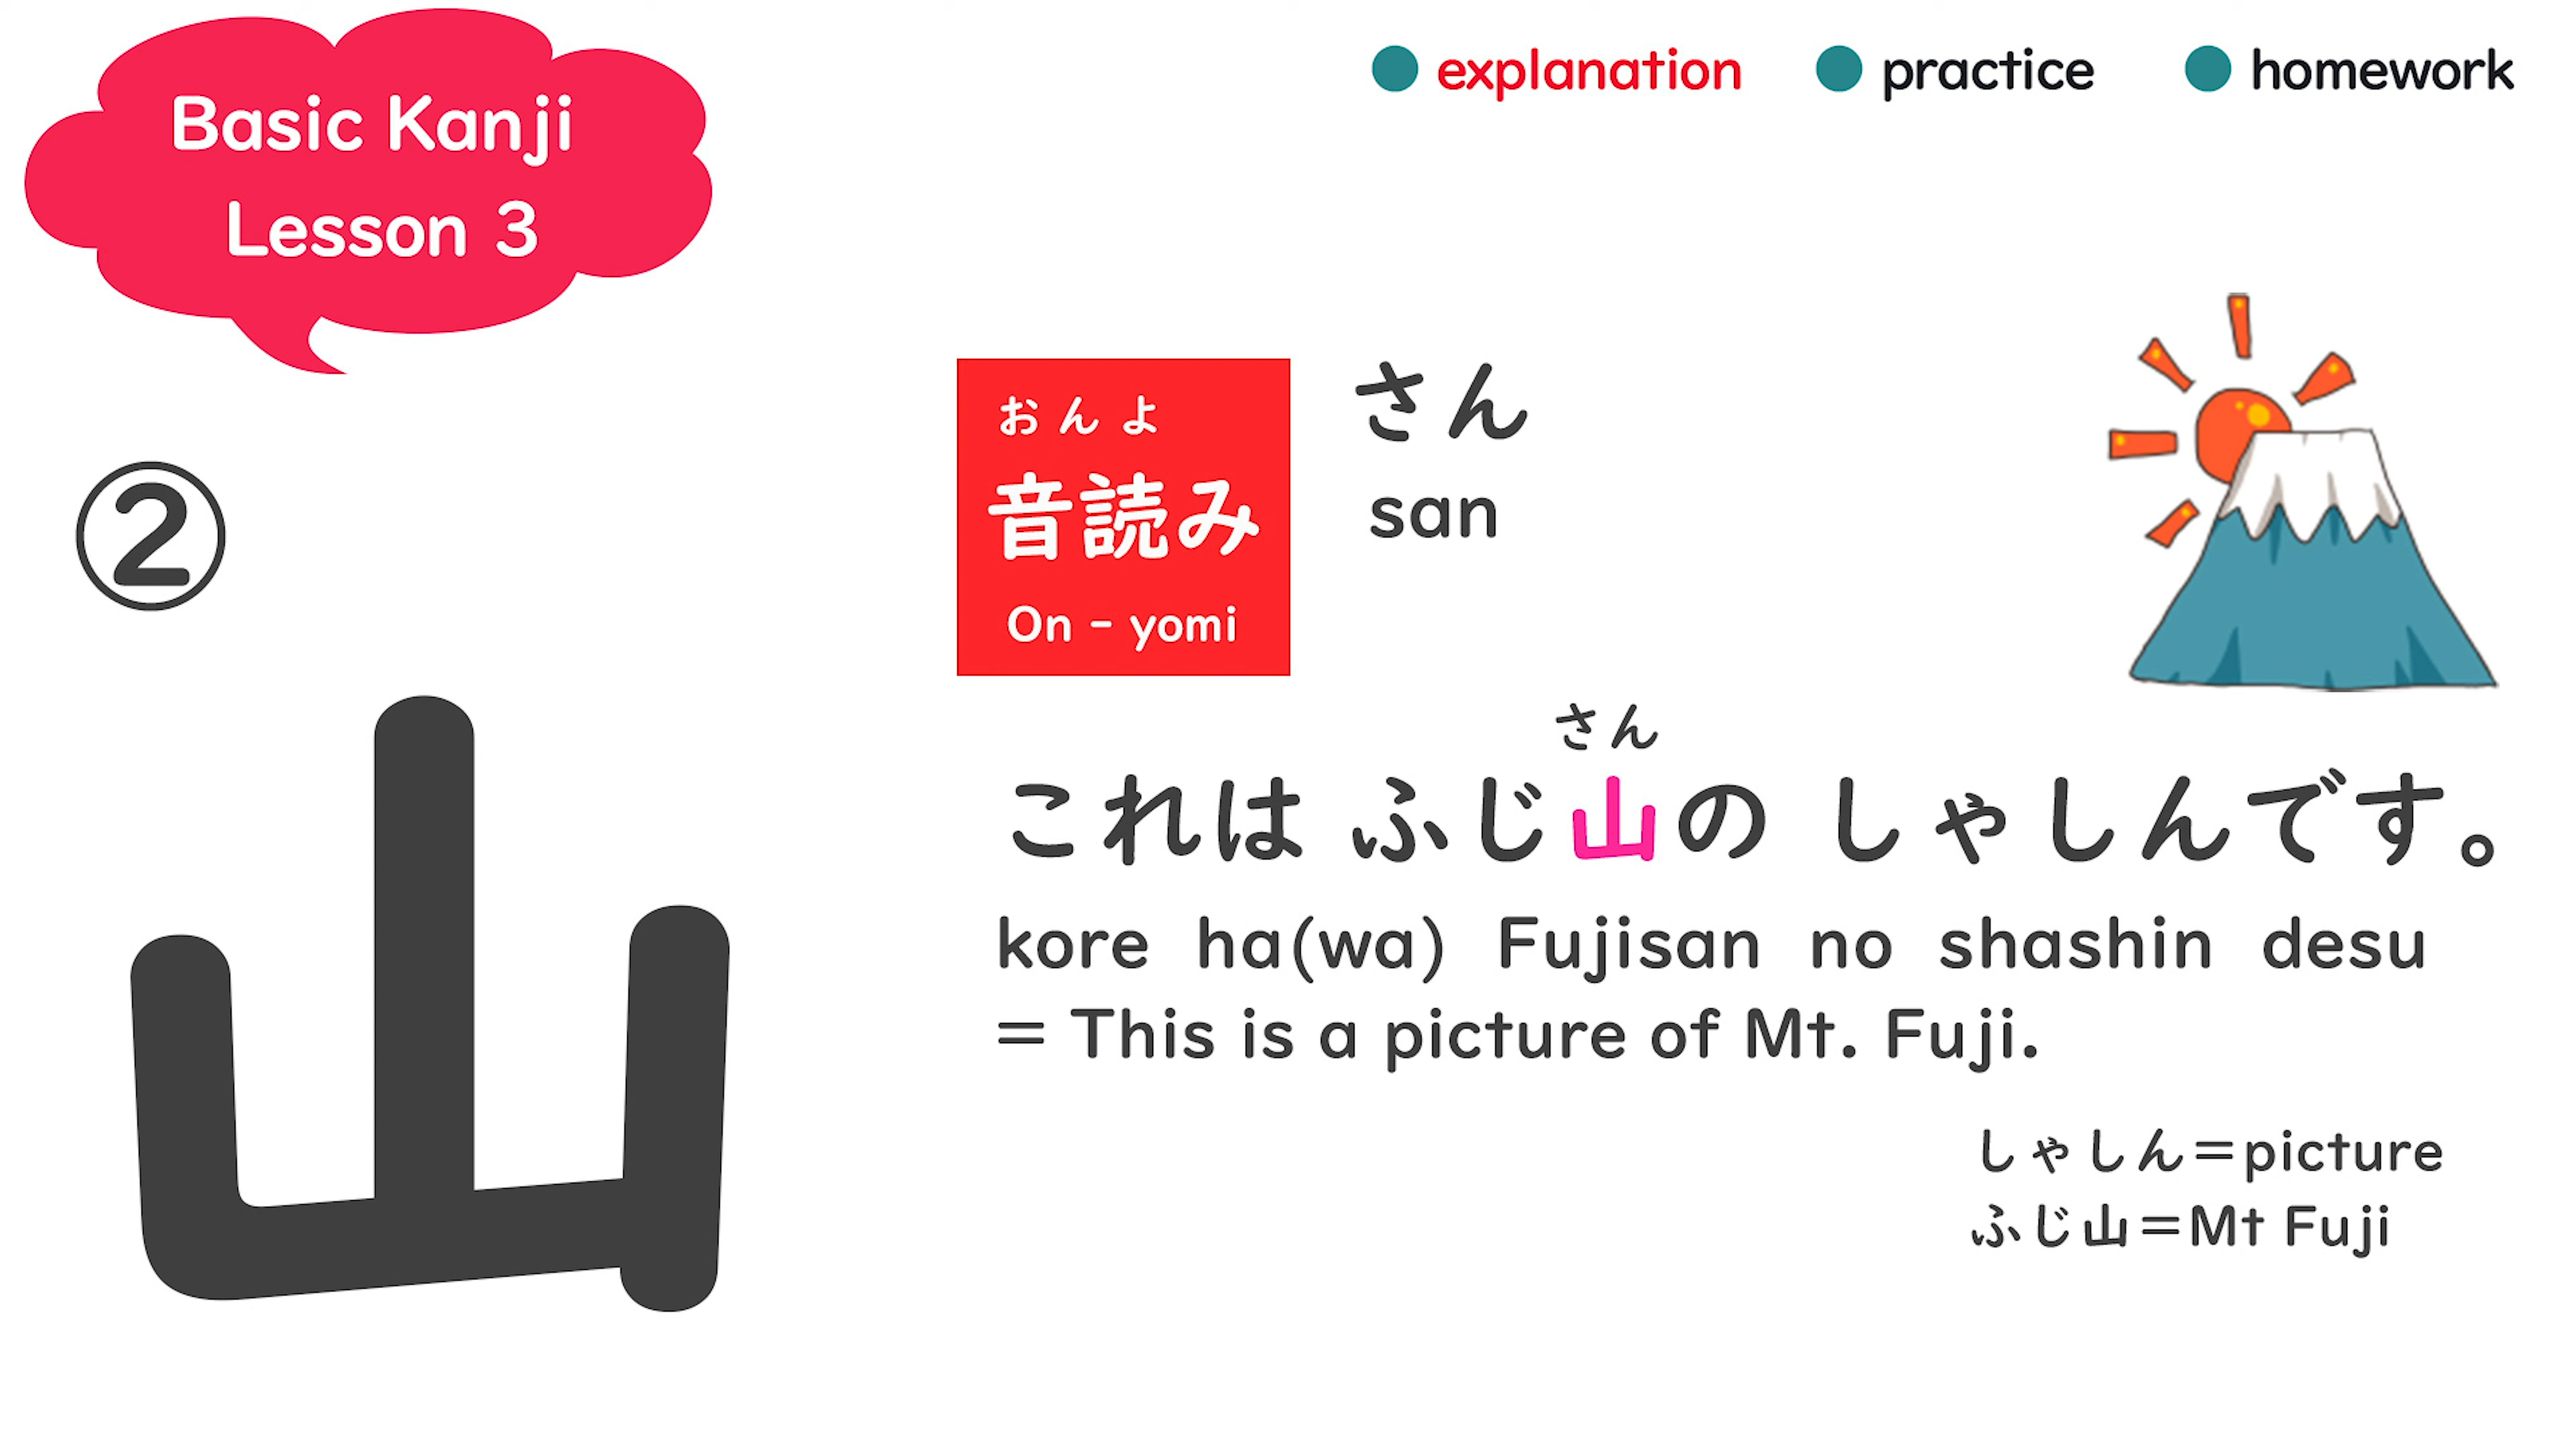 Basic Kanji
Lesson 3
explanation practice homework
②
山
おんよ
音読み
On - yomi
さん
san
さん
これは ふじ山の しゃしんです。
kore ha(wa) Fujisan no shashin desu
= This is a picture of Mt. Fuji.
しゃしん=picture
ふじ山=Mt Fuji